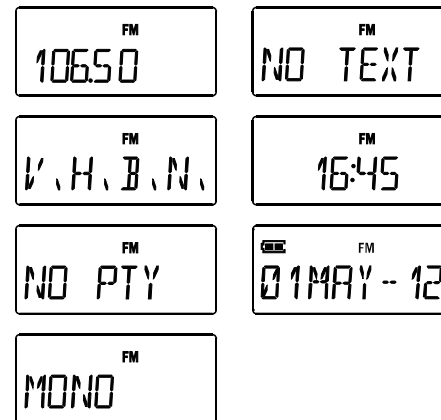 FM
106.50
FM
NO TEXT
FM
V.H.B.N.
FM
16:45
FM
NO PTY
FM
01MAY-12
FM
MONO